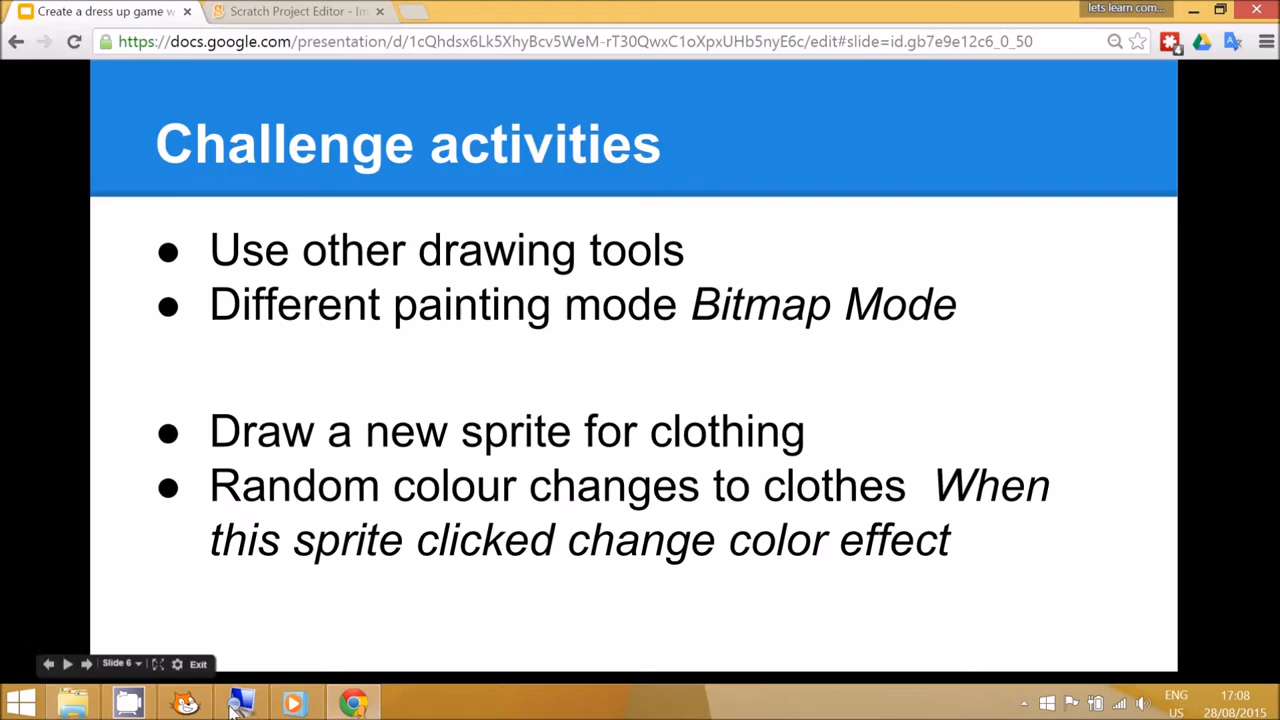 Create a dress up game w
Scratch Project Editor - Im
lets learn com...
https://docs.google.com/presentation/d/1cQhdsx6Lk5XhyBcv5WeM-rT30QwxC1oXpxUHb5nyE6c/edit#slide=id.gb7e9e12c6_0_50
4
Challenge activities
● Use other drawing tools
● Different painting mode Bitmap Mode
● Draw a new sprite for clothing
● Random colour changes to clothes When
this sprite clicked change color effect
Slide 6
Exit
ENG
US
17:08
28/08/2015